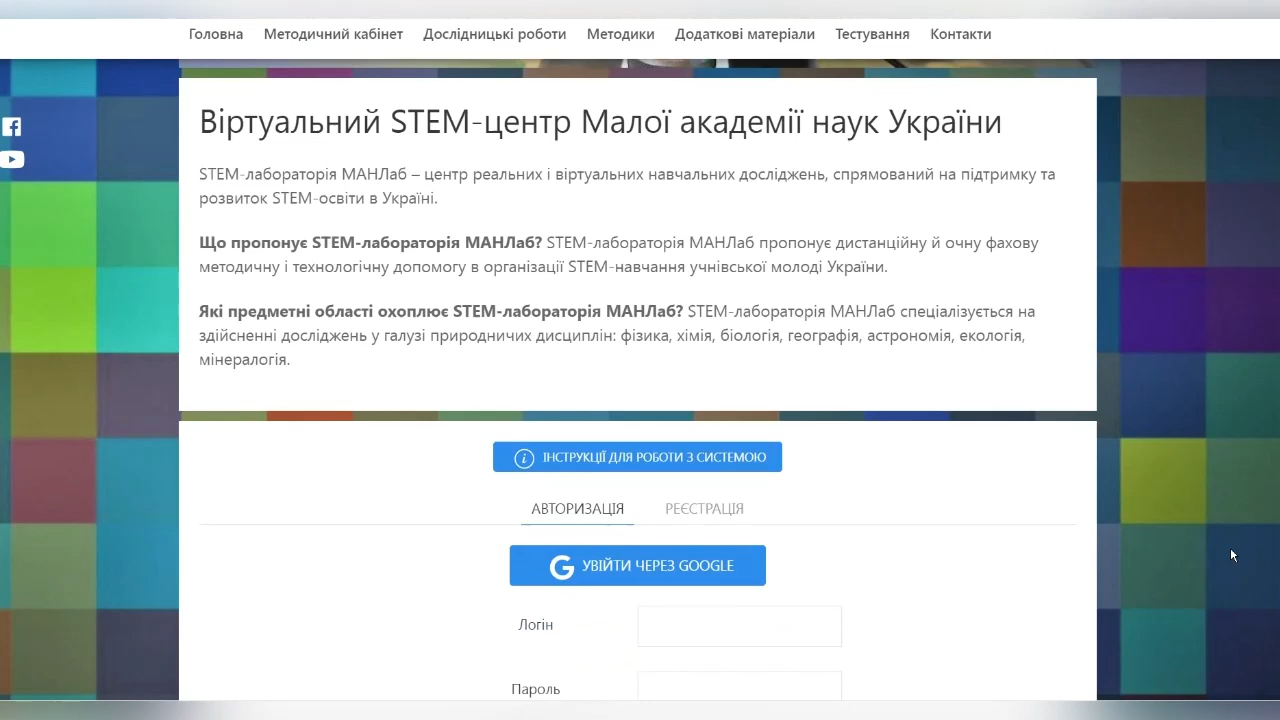 Головна Методичний кабінет Дослідницькі роботи Методики Додаткові матеріали Тестування Контакти
Віртуальний STEM-центр Малої академії наук України
STEM-лабораторія МАНЛаб – центр реальних і віртуальних навчальних досліджень, спрямований на підтримку та
розвиток STEM-освіти в Україні.
Що пропонує STEM-лабораторія МАНЛаб? STEM-лабораторія МАНЛаб пропонує дистанційну й очну фахову
методичну і технологічну допомогу в організації STEM-навчання учнівської молоді України.
Які предметні області охоплює STEM-лабораторія МАНЛаб? STEM-лабораторія МАНЛаб спеціалізується на
здійсненні досліджень у галузі природничих дисциплін: фізика, хімія, біологія, географія, астрономія, екологія,
мінералогія.
ІНСТРУКЦІЇ ДЛЯ РОБОТИ З СИСТЕМОЮ
АВТОРИЗАЦІЯ РЕЄСТРАЦІЯ
УВІЙТИ ЧЕРЕЗ GOOGLE
Логін
Пароль